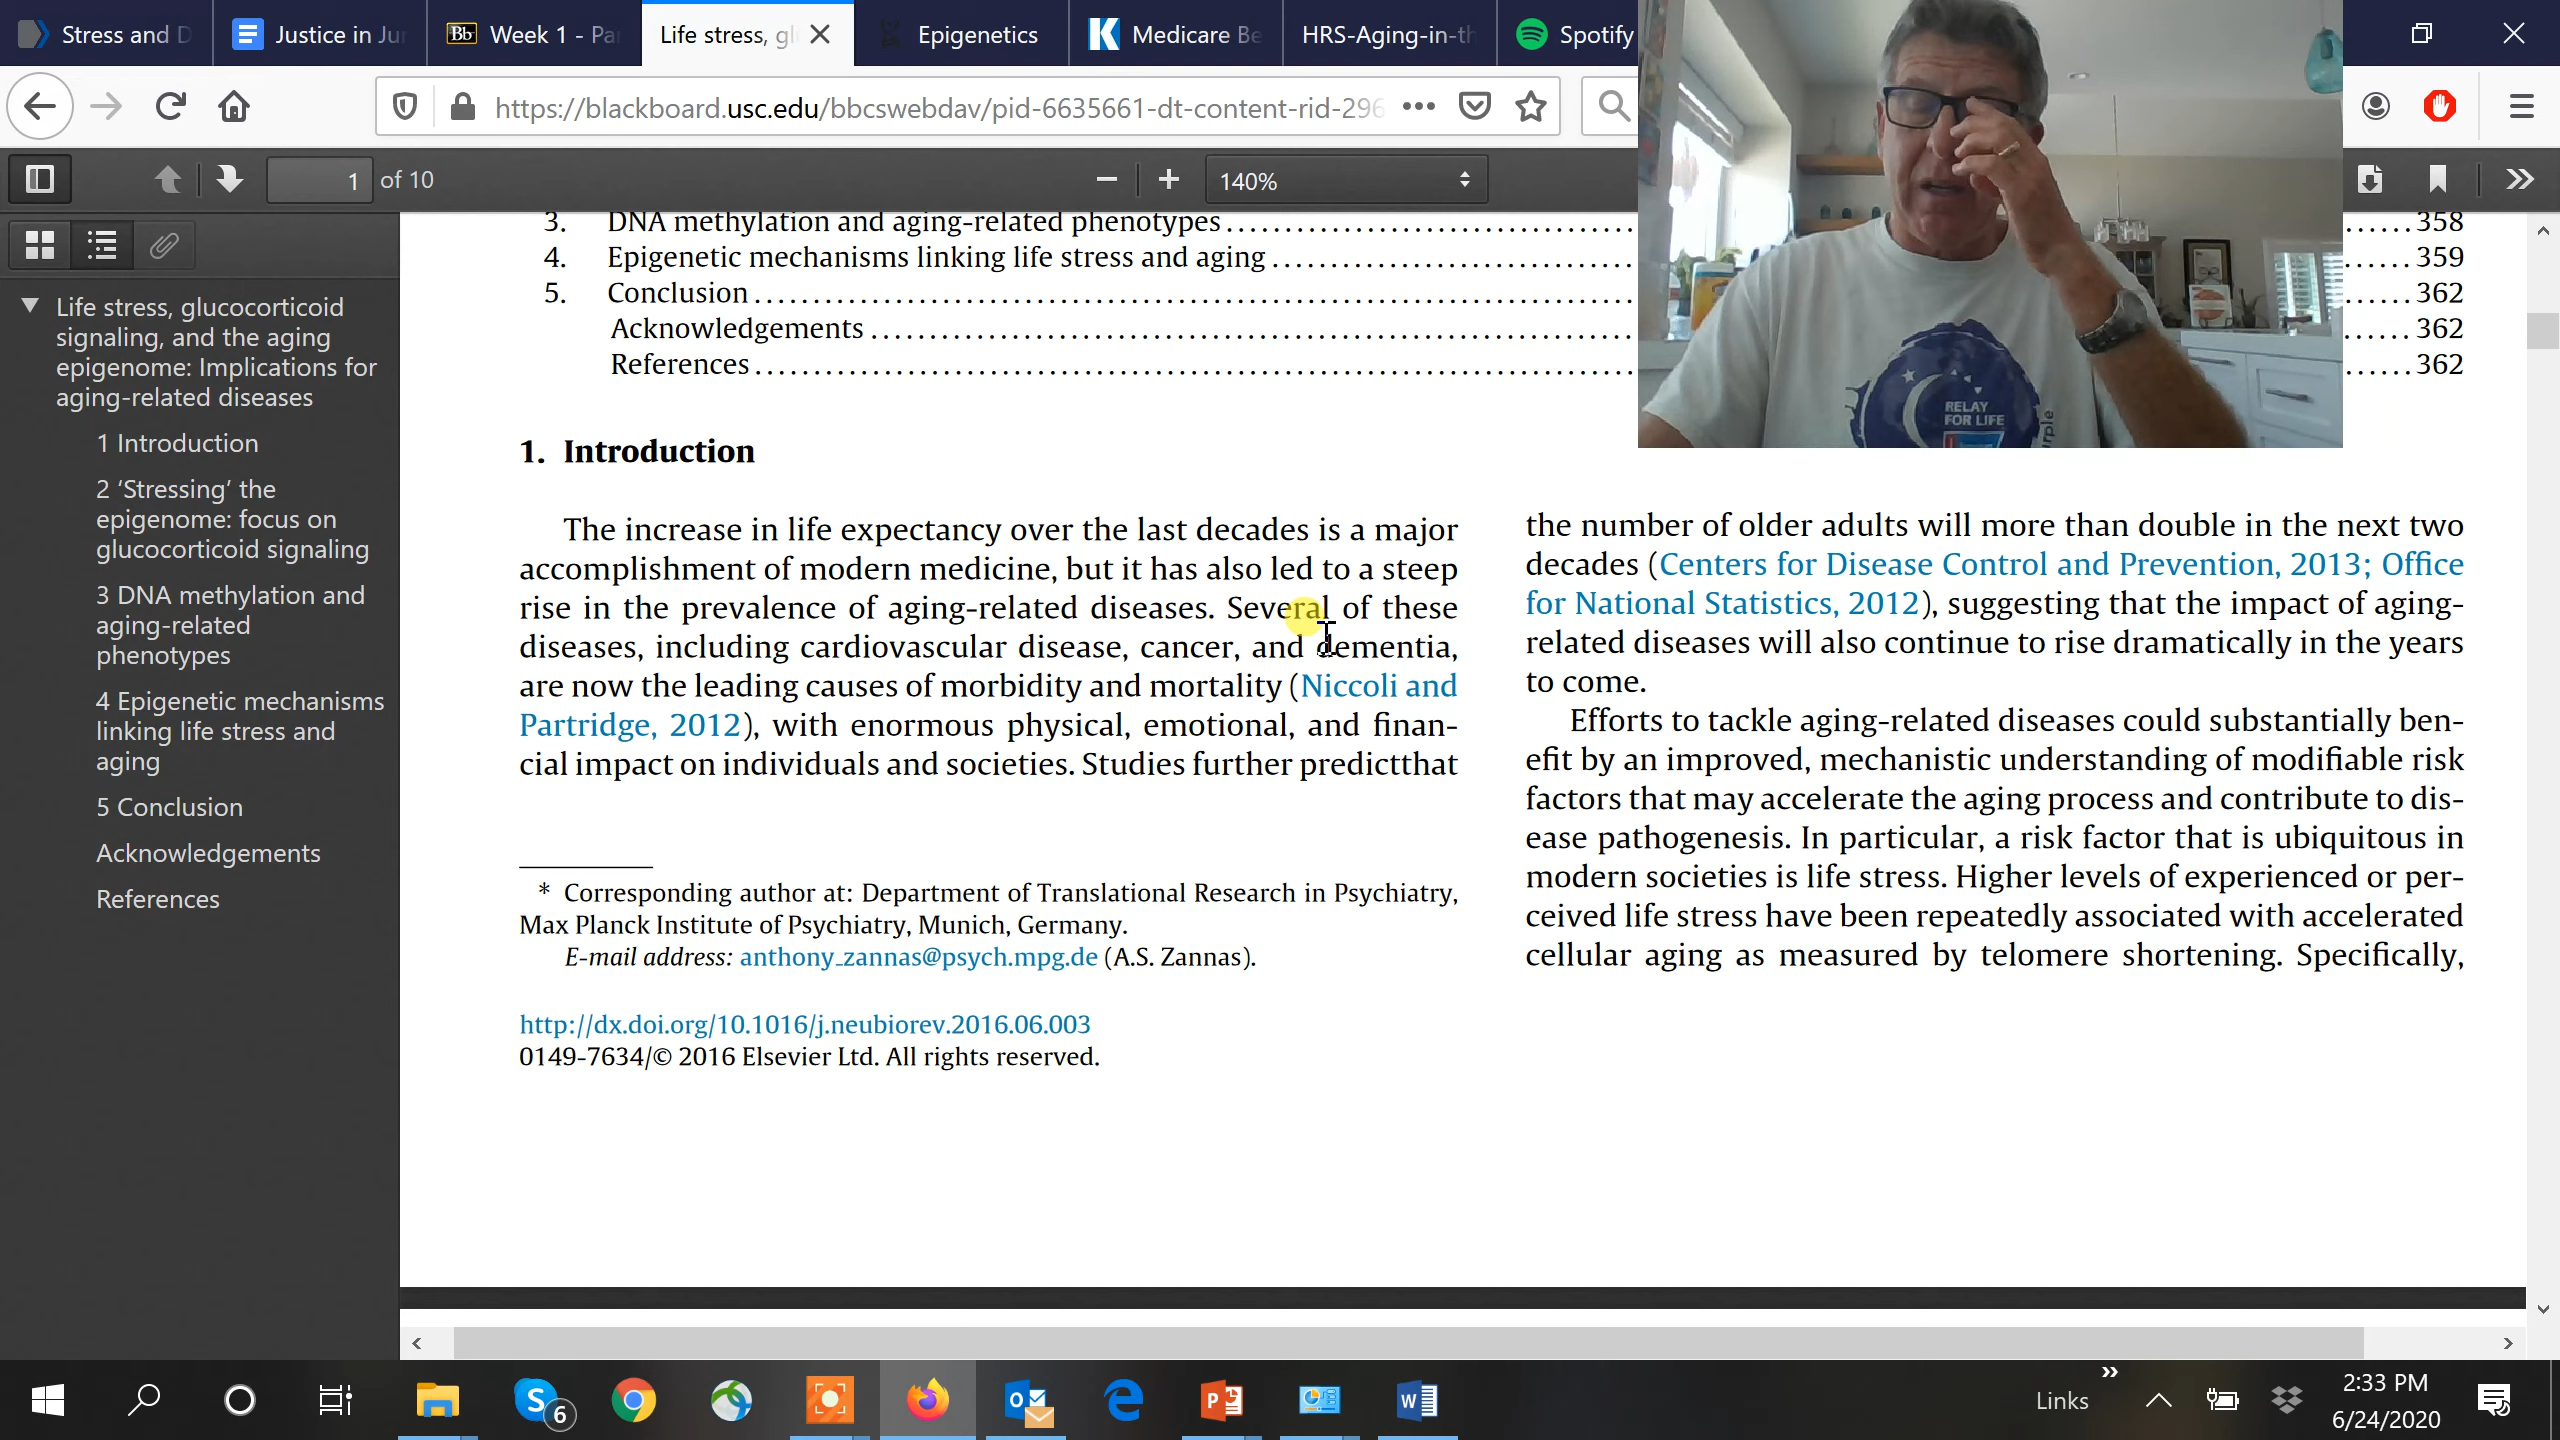 Stress and D
Justice in Ju
Bb Week 1 - Pa
Life stress, gl
Epigenetics
Medicare Be
HRS-Aging-in-th
Spotify
https://blackboard.usc.edu/bbcswebdav/pid-6635661-dt-content-rid-296
1 of 10
140%
Life stress, glucocorticoid
signaling, and the aging
epigenome: Implications for
aging-related diseases
1 Introduction
2 ‘Stressing’ the
epigenome: focus on
glucocorticoid signaling
3 DNA methylation and
aging-related
phenotypes
4 Epigenetic mechanisms
linking life stress and
aging
5 Conclusion
Acknowledgements
References
3. DNA methylation and aging-related phenotypes 358
4. Epigenetic mechanisms linking life stress and aging 359
5. Conclusion 362
Acknowledgements 362
References 362
RELAY
FOR LIFE
1. Introduction
The increase in life expectancy over the last decades is a major
accomplishment of modern medicine, but it has also led to a steep
rise in the prevalence of aging-related diseases. Several of these
diseases, including cardiovascular disease, cancer, and dementia,
are now the leading causes of morbidity and mortality (Niccoli and
Partridge, 2012), with enormous physical, emotional, and finan-
cial impact on individuals and societies. Studies further predictthat
* Corresponding author at: Department of Translational Research in Psychiatry,
Max Planck Institute of Psychiatry, Munich, Germany.
E-mail address: anthony_zannas@psych.mpg.de (A.S. Zannas).
http://dx.doi.org/10.1016/j.neubiorev.2016.06.003
0149-7634/© 2016 Elsevier Ltd. All rights reserved.
the number of older adults will more than double in the next two
decades (Centers for Disease Control and Prevention, 2013; Office
for National Statistics, 2012), suggesting that the impact of aging-
related diseases will also continue to rise dramatically in the years
to come.
Efforts to tackle aging-related diseases could substantially ben-
efit by an improved, mechanistic understanding of modifiable risk
factors that may accelerate the aging process and contribute to dis-
ease pathogenesis. In particular, a risk factor that is ubiquitous in
modern societies is life stress. Higher levels of experienced or per-
ceived life stress have been repeatedly associated with accelerated
cellular aging as measured by telomere shortening. Specifically,
6
Links
2:33 PM
6/24/2020